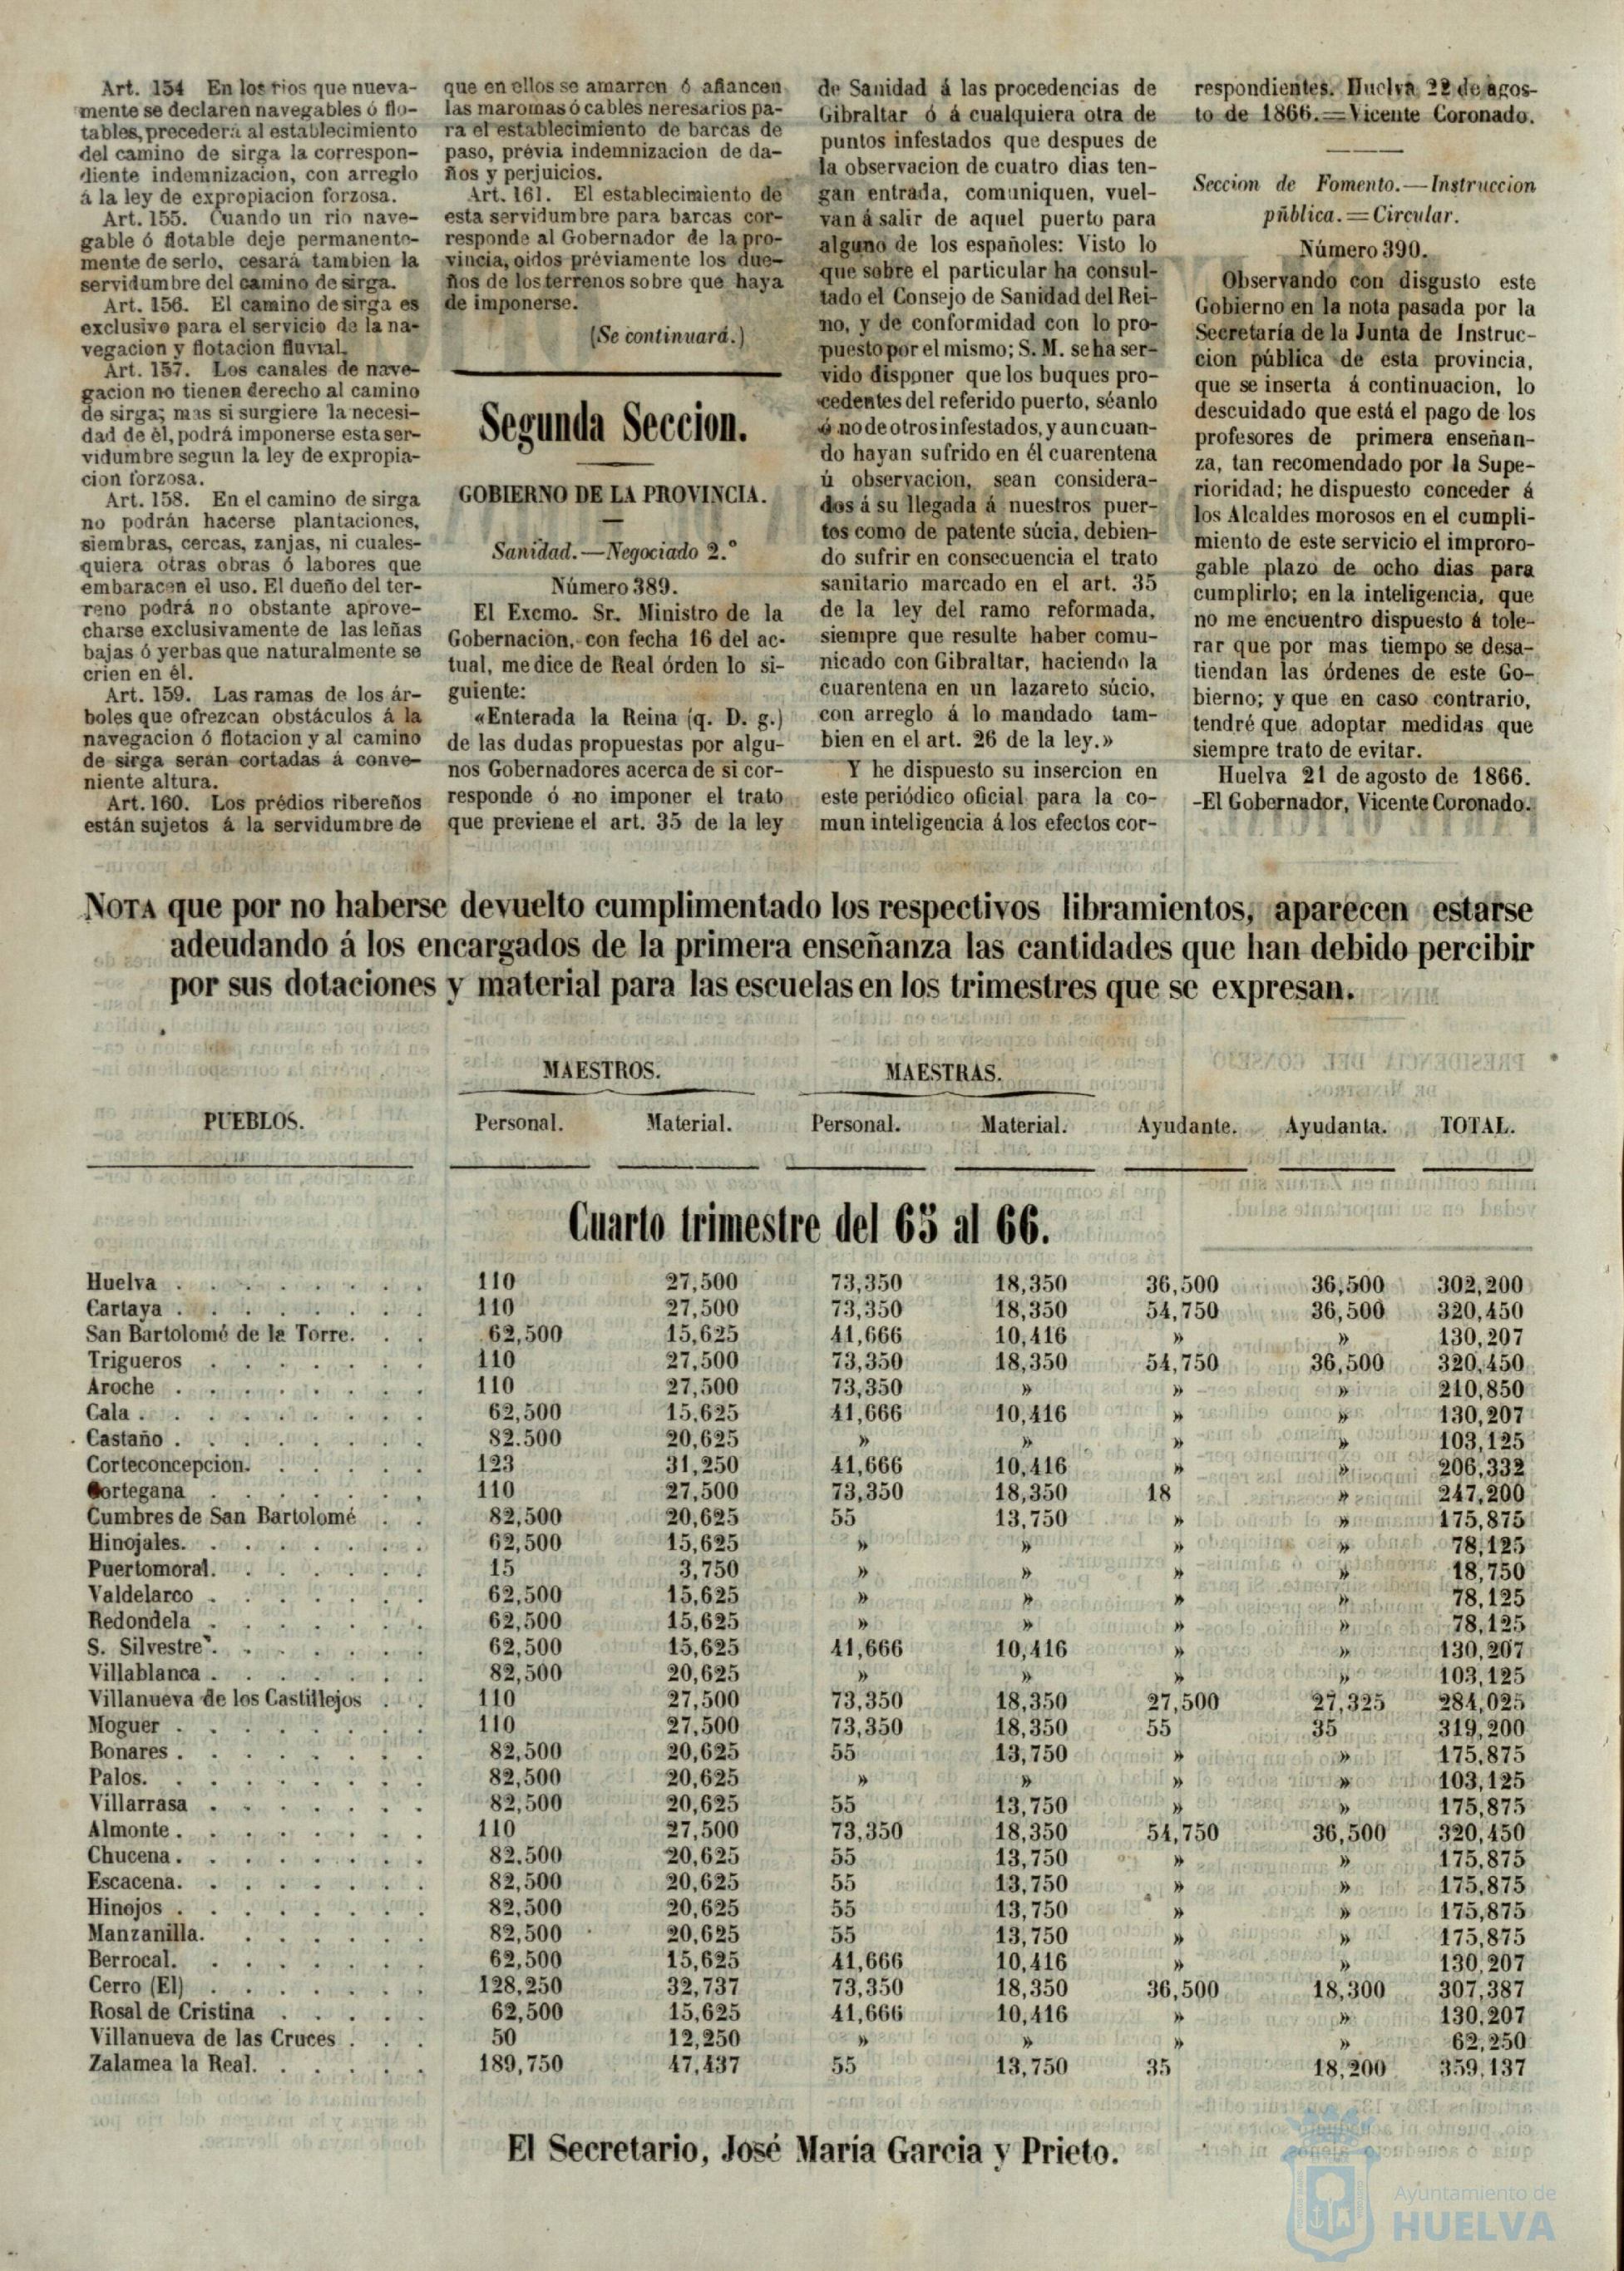 Art. 154 En los rios que nueva-
mente se declaren navegables ó flo-
tables, precederá al establecimiento
del camino de sirga la correspon-
diente indemnizacion, con arreglo
á la ley de expropiacion forzosa.
Art. 155. Cuando un rio nave-
gable ó flotable deje permanente-
mente de serlo, cesará tambien la
servidumbre del camino de sirga.
Art. 156. El camino de sirga es
exclusivo para el servicio de la na-
vegacion y flotacion fluvial.
Art. 157. Los canales de nave-
gacion no tienen derecho al camino
de sirga; mas si surgiere la necesi-
dad de él, podrá imponerse esta ser-
vidumbre segun la ley de expropia-
cion forzosa.
Art. 158. En el camino de sirga
no podrán hacerse plantaciones,
siembras, cercas, zanjas, ni cuales-
quiera otras obras ó labores que
embaracen el uso. El dueño del ter-
reno podrá no obstante aprove-
charse exclusivamente de las leñas
bajas ó yerbas que naturalmente se
crien en él.
Art. 159. Las ramas de los ár-
boles que ofrezcan obstáculos á la
navegacion ó flotacion y al camino
de sirga serán cortadas á conve-
niente altura.
Art. 160. Los prédios ribereños
están sujetos á la servidumbre de
que en ellos se amarren ó afiancen
las maromas ó cables neresarios pa-
ra el establecimiento de barcas de
paso, prévia indemnizacion de da-
ños y perjuicios.
Art. 161. El establecimiento de
esta servidumbre para barcas cor-
responde al Gobernador de la pro-
vincia, oidos préviamente los due-
ños de los terrenos sobre que haya
de imponerse.
(Se continuará.)
Segunda Seccion.
GOBIERNO DE LA PROVINCIA.
Sanidad.—Negociado 2.°
Número 389.
El Excmo. Sr. Ministro de la
Gobernacion, con fecha 16 del ac-
tual, me dice de Real órden lo si-
guiente:
«Enterada la Reina (q. D. g.)
de las dudas propuestas por algu-
nos Gobernadores acerca de si cor-
responde ó no imponer el trato
que previene el art. 35 de la ley
de Sanidad á las procedencias de
Gibraltar ó á cualquiera otra de
puntos infestados que despues de
la observacion de cuatro dias ten-
gan entrada, comuniquen, vuel-
van á salir de aquel puerto para
alguno de los españoles: Visto lo
que sobre el particular ha consul-
tado el Consejo de Sanidad del Rei-
no, y de conformidad con lo pro-
puesto por el mismo; S. M. se ha ser-
vido disponer que los buques pro-
cedentes del referido puerto, séanlo
ó no de otros infestados, y aun cuan-
do hayan sufrido en él cuarentena
ú observacion, sean considera-
dos á su llegada á nuestros puer-
tos como de patente súcia, debien-
do sufrir en consecuencia el trato
sanitario marcado en el art. 35
de la ley del ramo reformada,
siempre que resulte haber comu-
nicado con Gibraltar, haciendo la
cuarentena en un lazareto súcio,
con arreglo á lo mandado tam-
bien en el art. 26 de la ley.»
Y he dispuesto su insercion en
este periódico oficial para la co-
mun inteligencia á los efectos cor-
respondientes. Huelva 22 de agos-
to de 1866.—Vicente Coronado.
Seccion de Fomento.—Instruccion
pública.—Circular.
Número 390.
Observando con disgusto este
Gobierno en la nota pasada por la
Secretaría de la Junta de Instruc-
cion pública de esta provincia,
que se inserta á continuacion, lo
descuidado que está el pago de los
profesores de primera enseñan-
za, tan recomendado por la Supe-
rioridad; he dispuesto conceder á
los Alcaldes morosos en el cumpli-
miento de este servicio el improro-
gable plazo de ocho dias para
cumplirlo; en la inteligencia, que
no me encuentro dispuesto á tole-
rar que por mas tiempo se desa-
tiendan las órdenes de este Go-
bierno; y que en caso contrario,
tendré que adoptar medidas que
siempre trato de evitar.
Huelva 21 de agosto de 1866.
-El Gobernador, Vicente Coronado.
NOTA que por no haberse devuelto cumplimentado los respectivos libramientos, aparecen estarse
adeudando á los encargados de la primera enseñanza las cantidades que han debido percibir
por sus dotaciones y material para las escuelas en los trimestres que se expresan.
MAESTROS. MAESTRAS.
PUEBLOS. Personal. Material. Personal. Material. Ayudante. Ayudanta. TOTAL.
Cuarto trimestre del 65 al 66.
Huelva . . . . . . . . 110 27,500 73,350 18,350 36,500 36,500 302,200
Cartaya . . . . . . . . 110 27,500 73,350 18,350 54,750 36,500 320,450
San Bartolomé de la Torre. . . 62,500 15,625 41,666 10,416 » » 130,207
Trigueros . . . . . . . 110 27,500 73,350 18,350 54,750 36,500 320,450
Aroche . . . . . . . . 110 27,500 73,350 » » » 210,850
Cala . . . . . . . . . 62,500 15,625 41,666 10,416 » » 130,207
Castaño . . . . . . . . 82.500 20,625 » » » » 103,125
Corteconcepcion. . . . . . 123 31,250 41,666 10,416 » » 206,332
Cortegana . . . . . . . 110 27,500 73,350 18,350 18 » 247,200
Cumbres de San Bartolomé . . 82,500 20,625 55 13,750 » » 175,875
Hinojales. . . . . . . . 62,500 15,625 » » » » 78,125
Puertomoral. . . . . . . 15 3,750 » » » » 18,750
Valdelarco . . . . . . . 62,500 15,625 » » » » 78,125
Redondela . . . . . . . 62,500 15,625 » » » » 78,125
S. Silvestre. . . . . . . . 62,500 15,625 41,666 10,416 » » 130,207
Villablanca . . . . . . . 82,500 20,625 » » » » 103,125
Villanueva de los Castillejos . . 110 27,500 73,350 18,350 27,500 27,325 284,025
Moguer . . . . . . . . 110 27,500 73,350 18,350 55 35 319,200
Bonares . . . . . . . . 82,500 20,625 55 13,750 » » 175,875
Palos. . . . . . . . . 82,500 20,625 » » » » 103,125
Villarrasa . . . . . . . 82,500 20,625 55 13,750 » » 175,875
Almonte . . . . . . . . 110 27,500 73,350 18,350 54,750 36,500 320,450
Chucena . . . . . . . . 82.500 20,625 55 13,750 » » 175,875
Escacena. . . . . . . . 82,500 20,625 55 13,750 » » 175,875
Hinojos . . . . . . . . 82,500 20,625 55 13,750 » » 175,875
Manzanilla. . . . . . . 82,500 20,625 55 13,750 » » 175,875
Berrocal. . . . . . . . 62,500 15,625 41,666 10,416 » » 130,207
Cerro (El) . . . . . . . 128,250 32,737 73,350 18,350 36,500 18,300 307,387
Rosal de Cristina . . . . . 62,500 15,625 41,666 10,416 » » 130,207
Villanueva de las Cruces . . . 50 12,250 » » » » 62,250
Zalamea la Real. . . . . . 189,750 47,437 55 13,750 35 18,200 359,137
El Secretario, José María Garcia y Prieto.
Ayuntamiento de
HUELVA